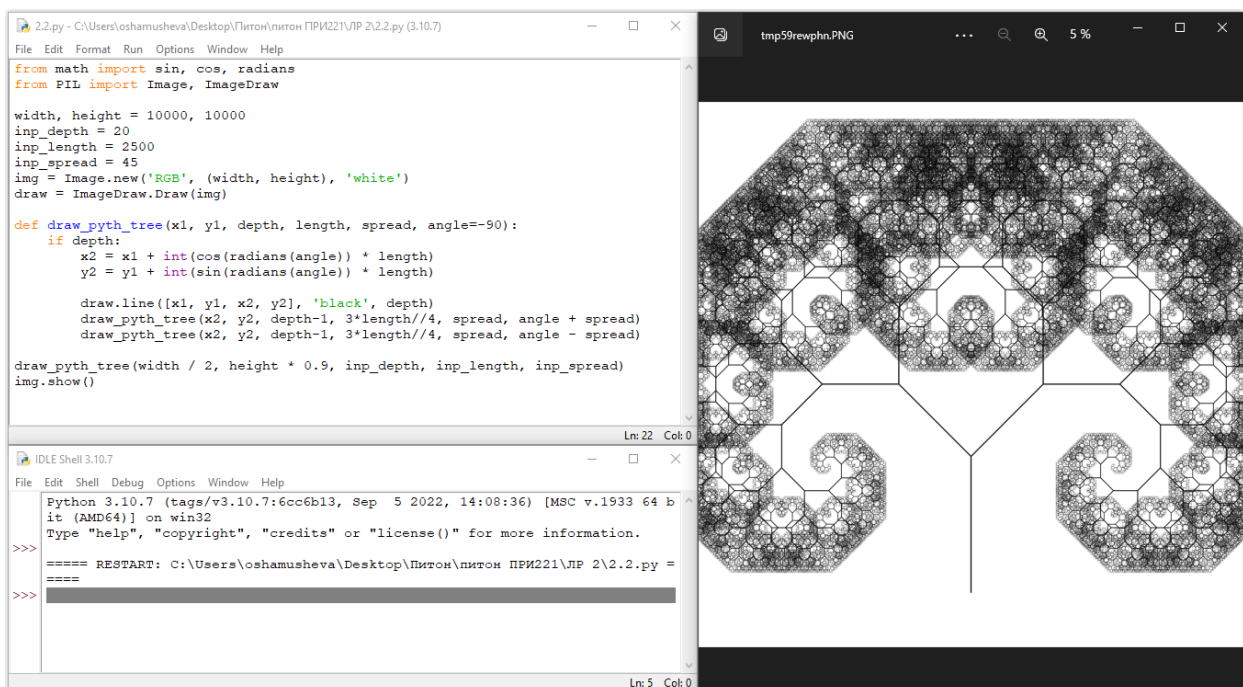 2.2.py - C:\Users\oshamusheva\Desktop\Питон\питон ПРИ221\ЛР 2\2.2.py (3.10.7)
File Edit Format Run Options Window Help
from math import sin, cos, radians
from PIL import Image, ImageDraw
width, height = 10000, 10000
inp_depth = 20
inp_length = 2500
inp_spread = 45
img = Image.new('RGB', (width, height), 'white')
draw = ImageDraw.Draw(img)
def draw_pyth_tree(x1, y1, depth, length, spread, angle=-90):
    if depth:
        x2 = x1 + int(cos(radians(angle)) * length)
        y2 = y1 + int(sin(radians(angle)) * length)
        draw.line([x1, y1, x2, y2], 'black', depth)
        draw_pyth_tree(x2, y2, depth-1, 3*length//4, spread, angle + spread)
        draw_pyth_tree(x2, y2, depth-1, 3*length//4, spread, angle - spread)
draw_pyth_tree(width / 2, height * 0.9, inp_depth, inp_length, inp_spread)
img.show()
Ln: 22 Col: 0
IDLE Shell 3.10.7
File Edit Shell Debug Options Window Help
Python 3.10.7 (tags/v3.10.7:6cc6b13, Sep  5 2022, 14:08:36) [MSC v.1933 64 b
it (AMD64)] on win32
Type "help", "copyright", "credits" or "license()" for more information.
>>>
===== RESTART: C:\Users\oshamusheva\Desktop\Питон\питон ПРИ221\ЛР 2\2.2.py =
====
>>>
Ln: 5 Col: 0
tmp59rewphn.PNG
5 %